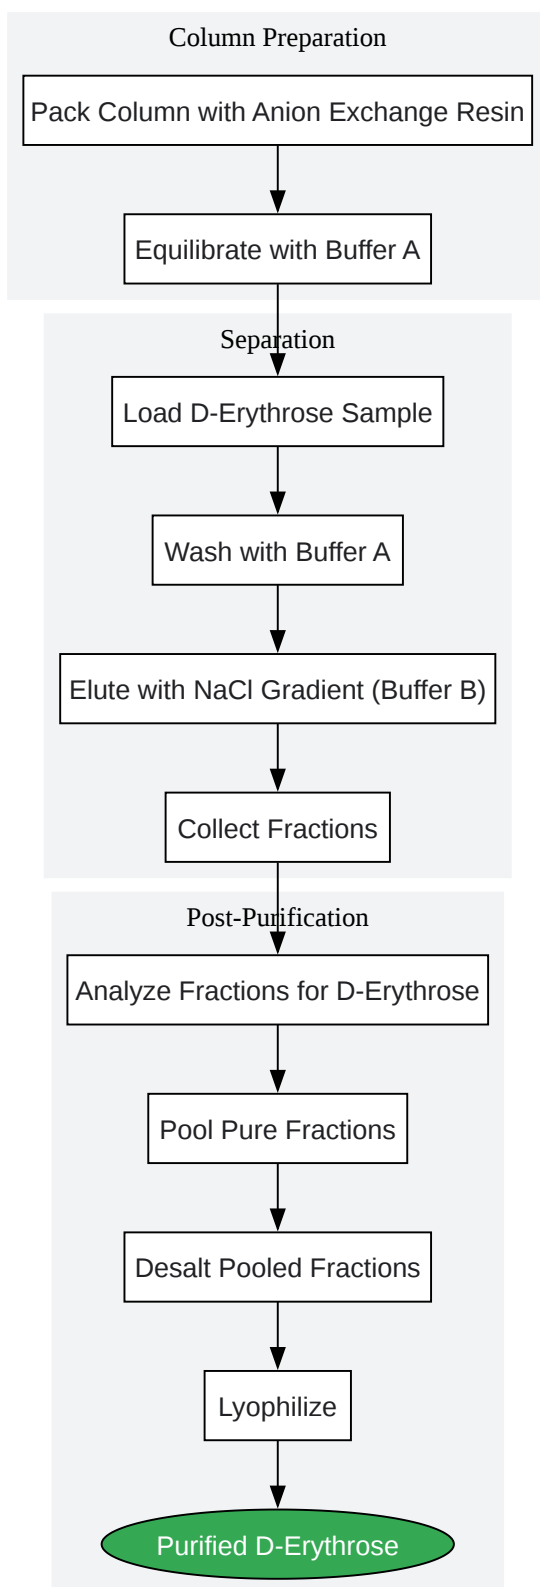 Column Preparation
Pack Column with Anion Exchange Resin
Equilibrate with Buffer A
Separation
Load D-Erythrose Sample
Wash with Buffer A
Elute with NaCl Gradient (Buffer B)
Collect Fractions
Post-Purification
Analyze Fractions for D-Erythrose
Pool Pure Fractions
Desalt Pooled Fractions
Lyophilize
Purified D-Erythrose